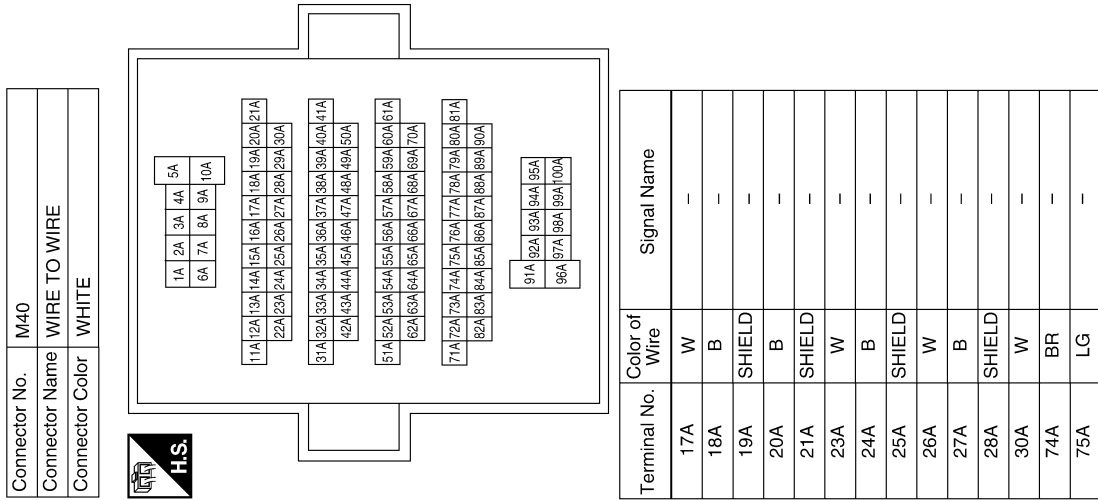 Connector No. M40
Connector Name WIRE TO WIRE
Connector Color WHITE
H.S.
1A 2A 3A 4A 5A
6A 7A 8A 9A 10A
11A 12A 13A 14A 15A 16A 17A 18A 19A 20A 21A
22A 23A 24A 25A 26A 27A 28A 29A 30A
31A 32A 33A 34A 35A 36A 37A 38A 39A 40A 41A
42A 43A 44A 45A 46A 47A 48A 49A 50A
51A 52A 53A 54A 55A 56A 57A 58A 59A 60A 61A
62A 63A 64A 65A 66A 67A 68A 69A 70A
71A 72A 73A 74A 75A 76A 77A 78A 79A 80A 81A
82A 83A 84A 85A 86A 87A 88A 89A 90A
91A 92A 93A 94A 95A
96A 97A 98A 99A 100A
Terminal No. Color of Wire Signal Name
17A W –
18A B –
19A SHIELD –
20A B –
21A SHIELD –
23A W –
24A B –
25A SHIELD –
26A W –
27A B –
28A SHIELD –
30A W –
74A BR –
75A LG –